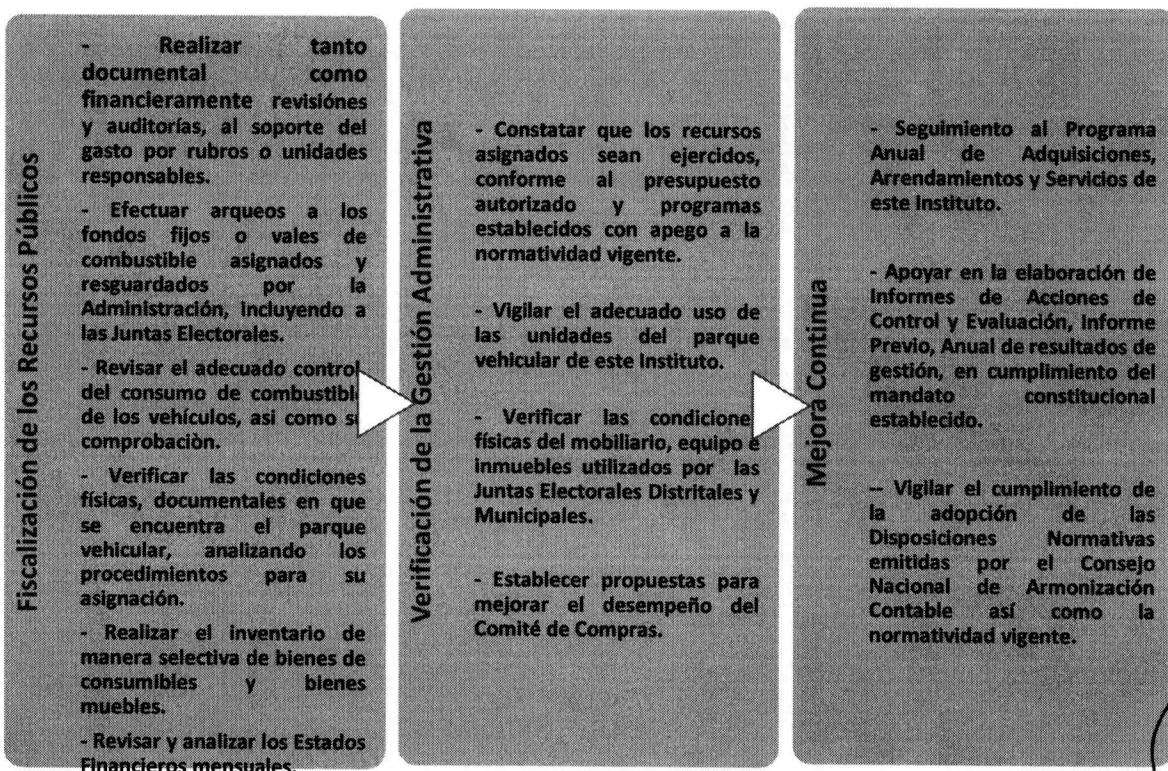 Fiscalización de los Recursos Públicos
- Realizar tanto
documental como
financieramente revisiónes
y auditorías, al soporte del
gasto por rubros o unidades
responsables.
- Efectuar arqueos a los
fondos fijos o vales de
combustible asignados y
resguardados por la
Administración, incluyendo a
las Juntas Electorales.
- Revisar el adecuado control
del consumo de combustible
de los vehículos, asi como su
comprobaciòn.
- Verificar las condiciones
físicas, documentales en que
se encuentra el parque
vehicular, analizando los
procedimientos para su
asignación.
- Realizar el inventario de
manera selectiva de bienes de
consumibles y bienes
muebles.
- Revisar y analizar los Estados
Financieros mensuales.
Verificación de la Gestión Administrativa
- Constatar que los recursos
asignados sean ejercidos,
conforme al presupuesto
autorizado y programas
establecidos con apego a la
normatividad vigente.
- Vigilar el adecuado uso de
las unidades del parque
vehicular de este Instituto.
- Verificar las condicione
físicas del mobiliario, equipo e
inmuebles utilizados por las
Juntas Electorales Distritales y
Municipales.
- Establecer propuestas para
mejorar el desempeño del
Comité de Compras.
Mejora Continua
- Seguimiento al Programa
Anual de Adquisiciones,
Arrendamientos y Servicios de
este Instituto.
- Apoyar en la elaboración de
Informes de Acciones de
Control y Evaluación, Informe
Previo, Anual de resultados de
gestión, en cumplimiento del
mandato constitucional
establecido.
-- Vigilar el cumplimiento de
la adopción de las
Disposiciones Normativas
emitidas por el Consejo
Nacional de Armonización
Contable así como la
normatividad vigente.